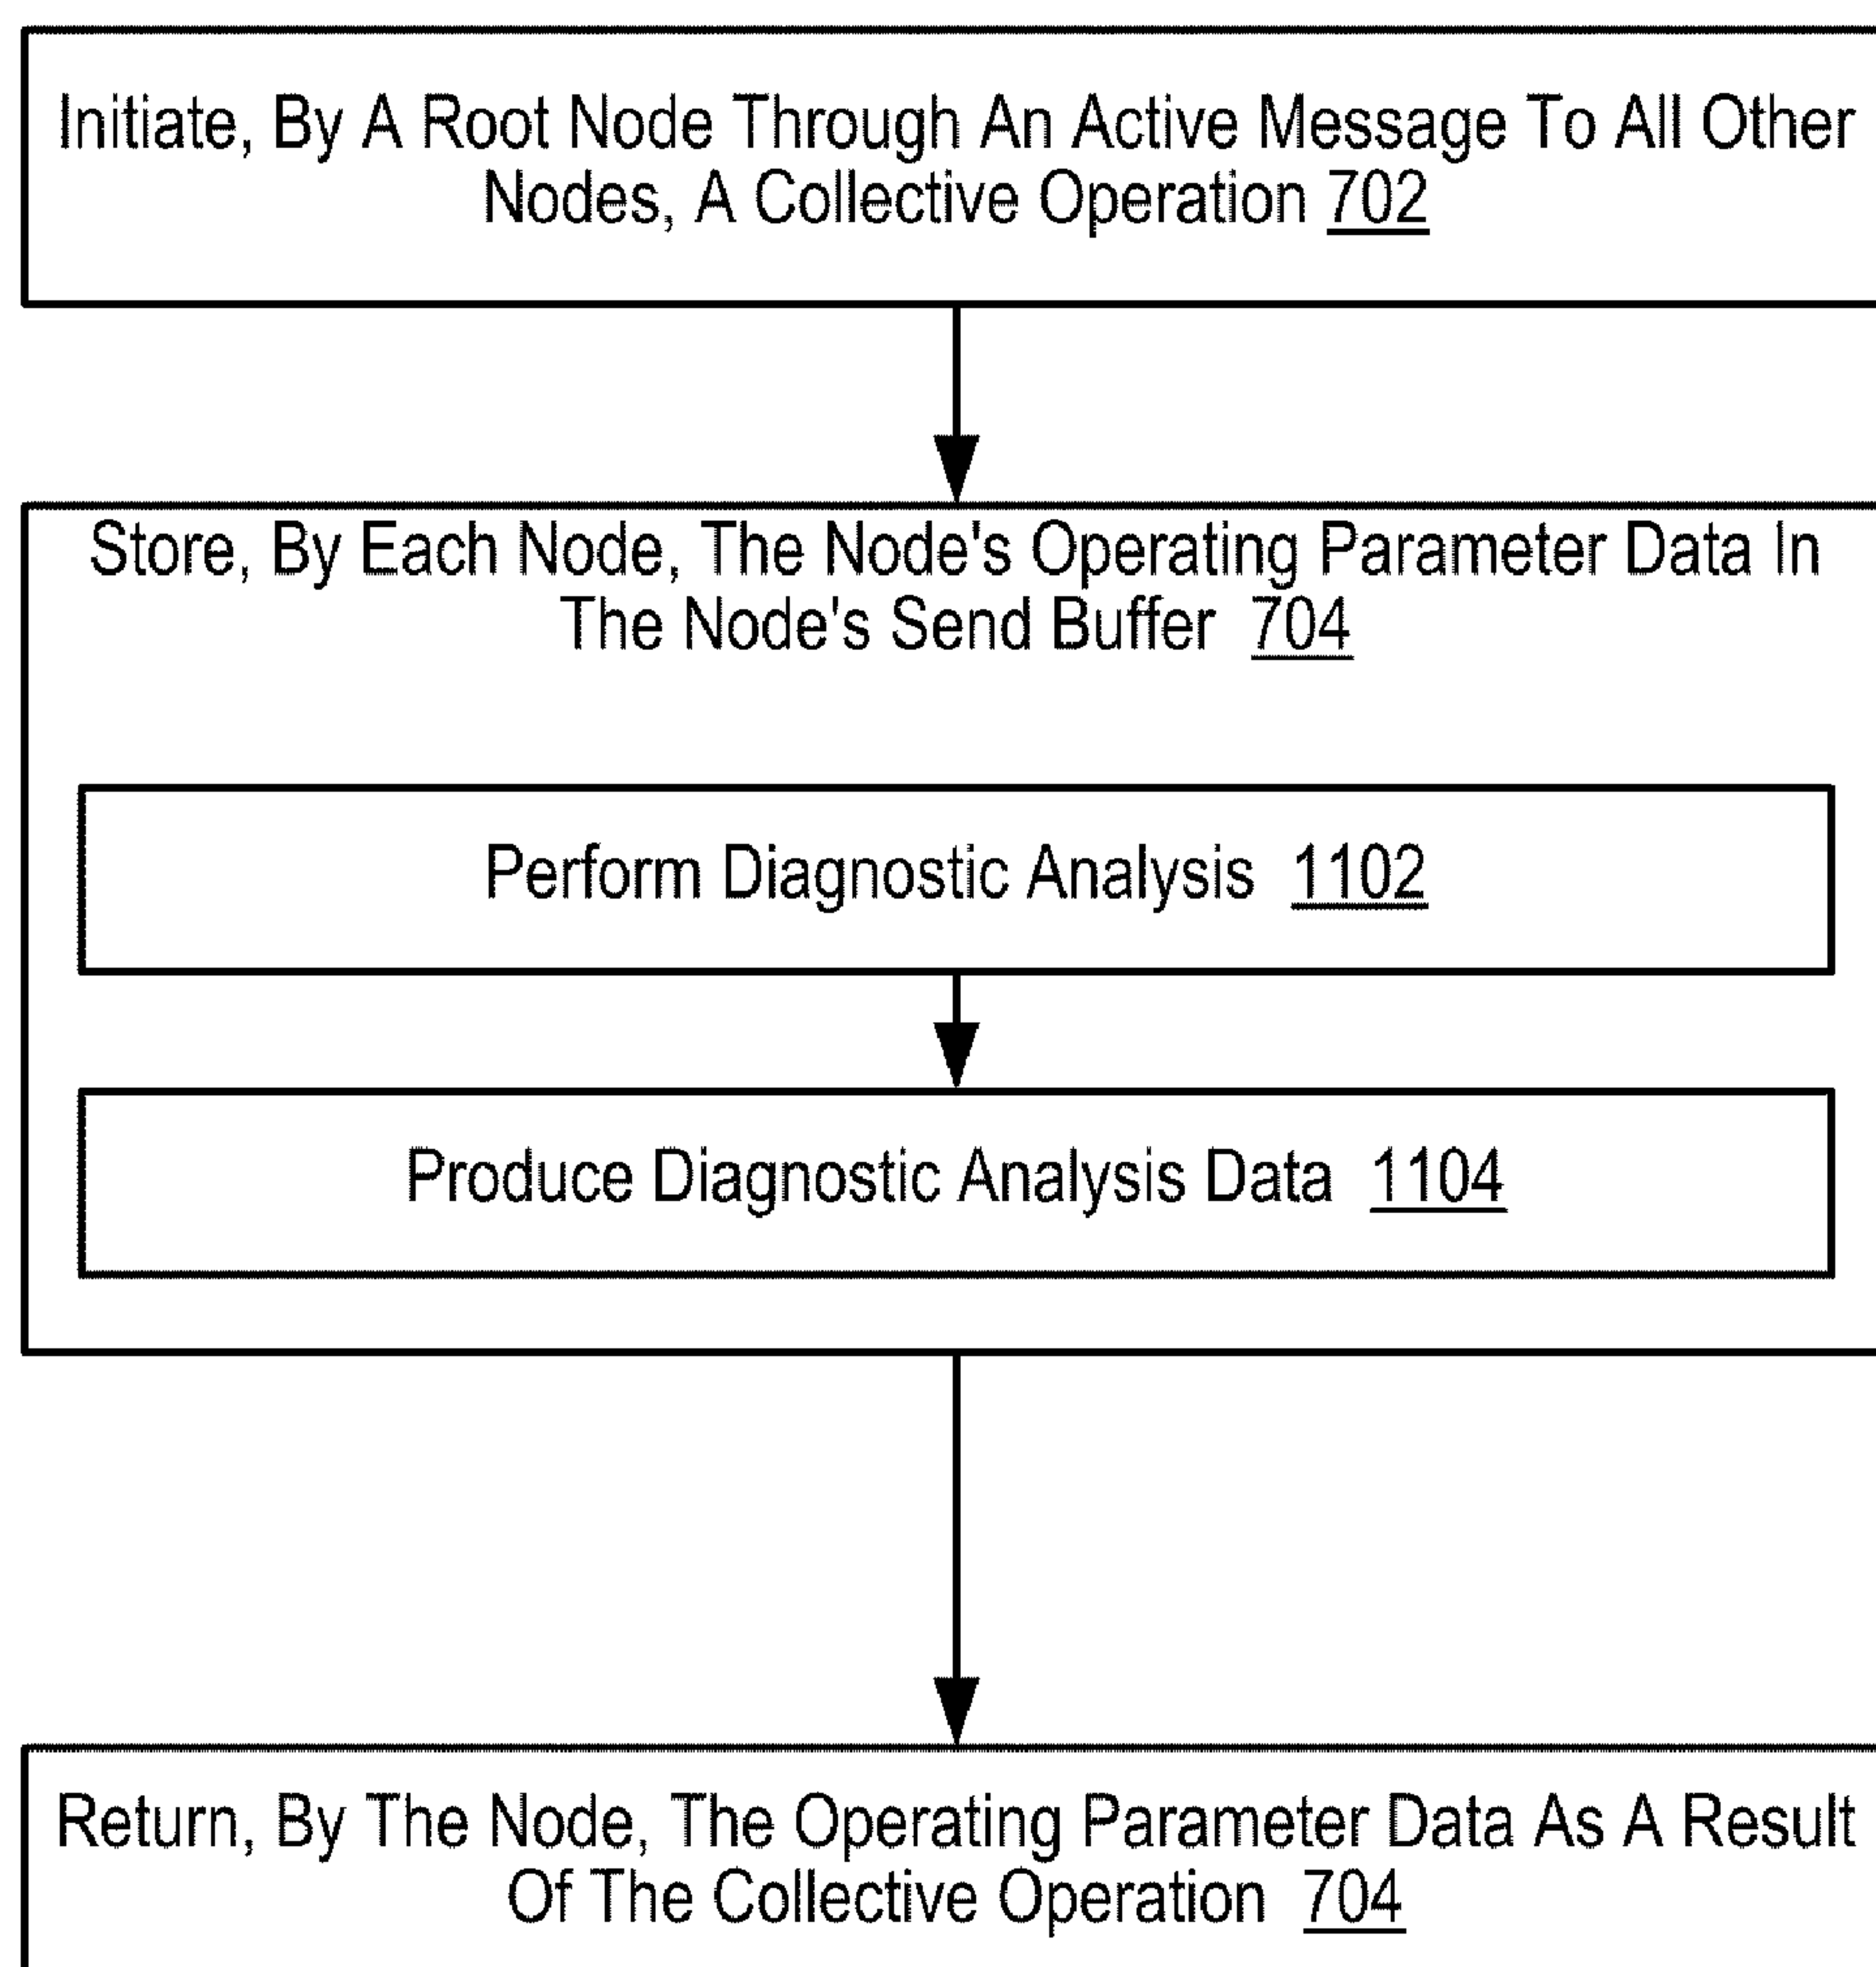 Initiate, By A Root Node Through An Active Message To All Other
Nodes, A Collective Operation 702
Store, By Each Node, The Node's Operating Parameter Data In
The Node's Send Buffer 704
Perform Diagnostic Analysis 1102
Produce Diagnostic Analysis Data 1104
Return, By The Node, The Operating Parameter Data As A Result
Of The Collective Operation 704